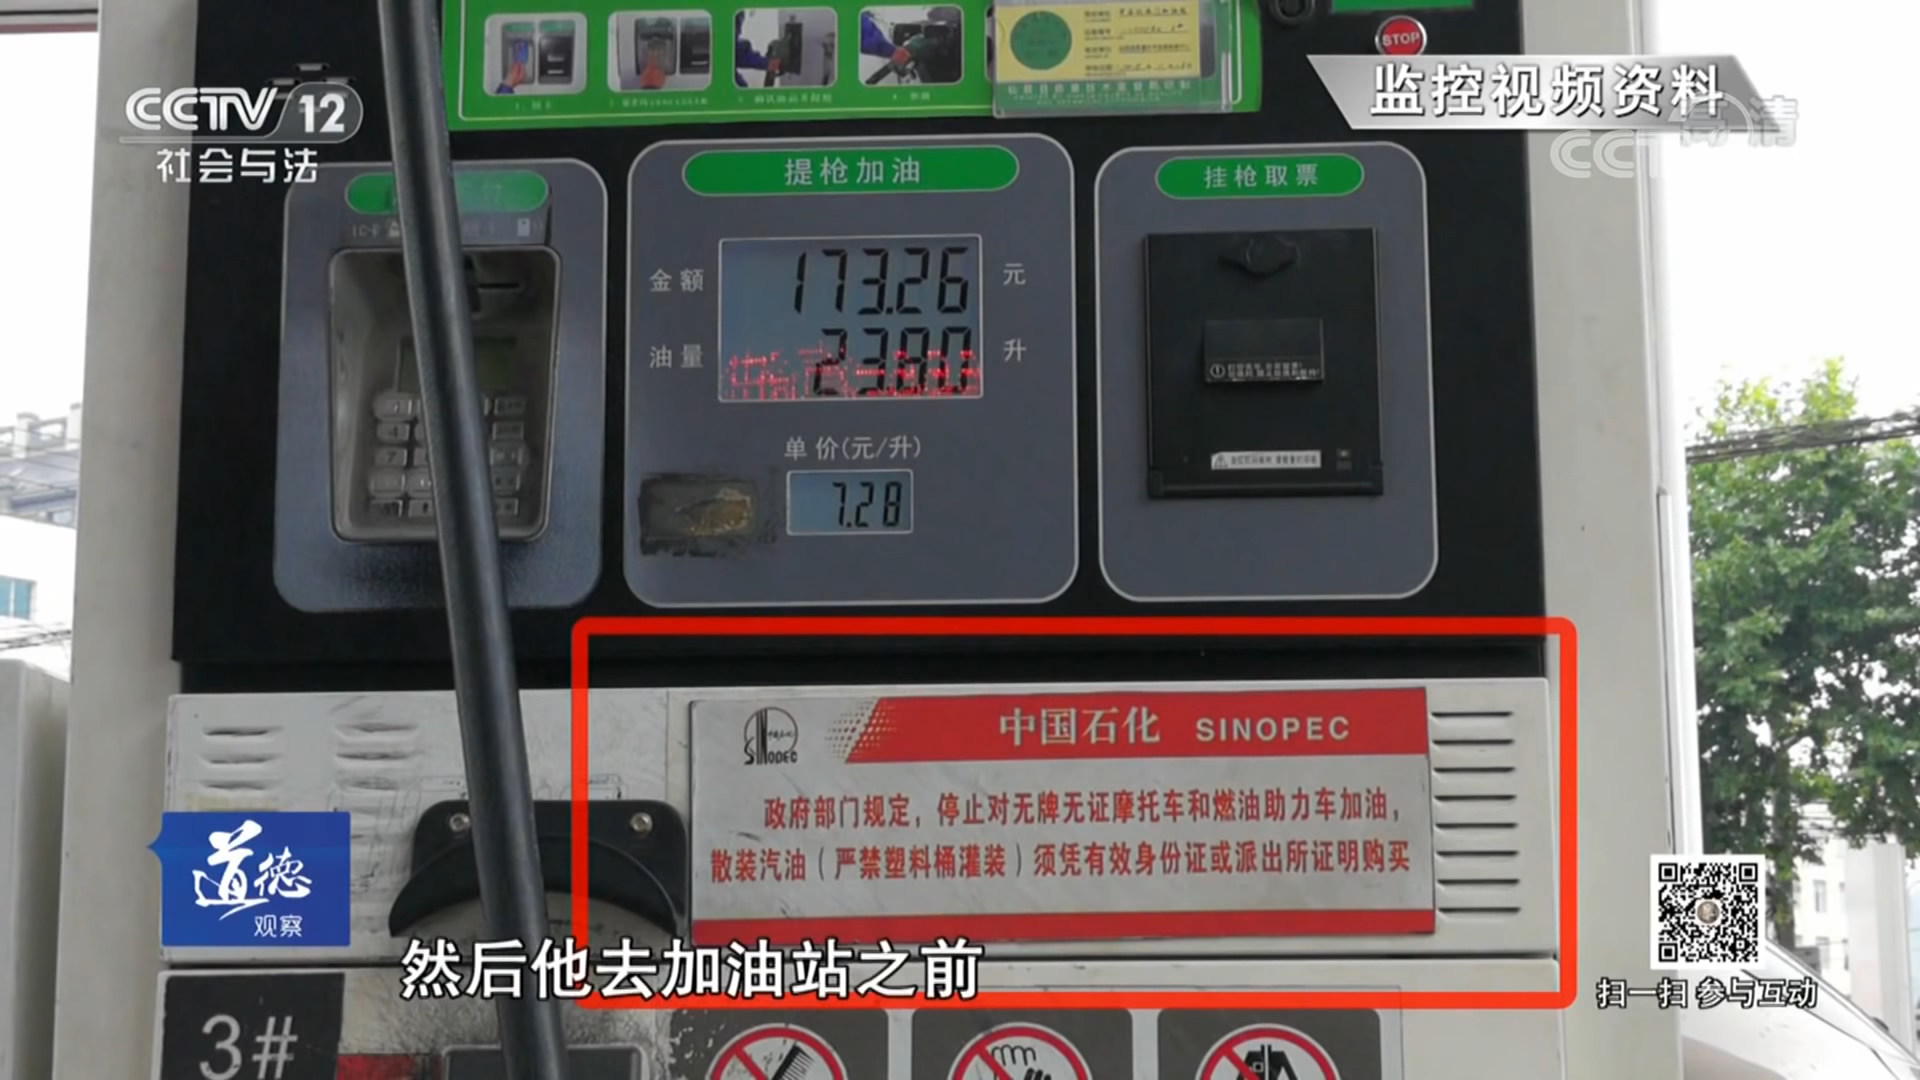 STOP
监控视频资料
CCTV 12
社会与法
高清
提枪加油
挂枪取票
金额 173.26 元
油量 23.80 升
单价(元/升)
7.28
中国石化 SINOPEC
SINOPEC
政府部门规定，停止对无牌无证摩托车和燃油助力车加油，
散装汽油（严禁塑料桶灌装）须凭有效身份证或派出所证明购买
道德
观察
然后他去加油站之前
扫一扫 参与互动
3#